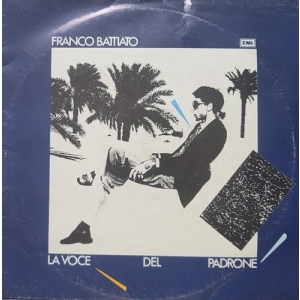 FRANCO BATTIATO
EMI
LA VOCE DEL PADRONE